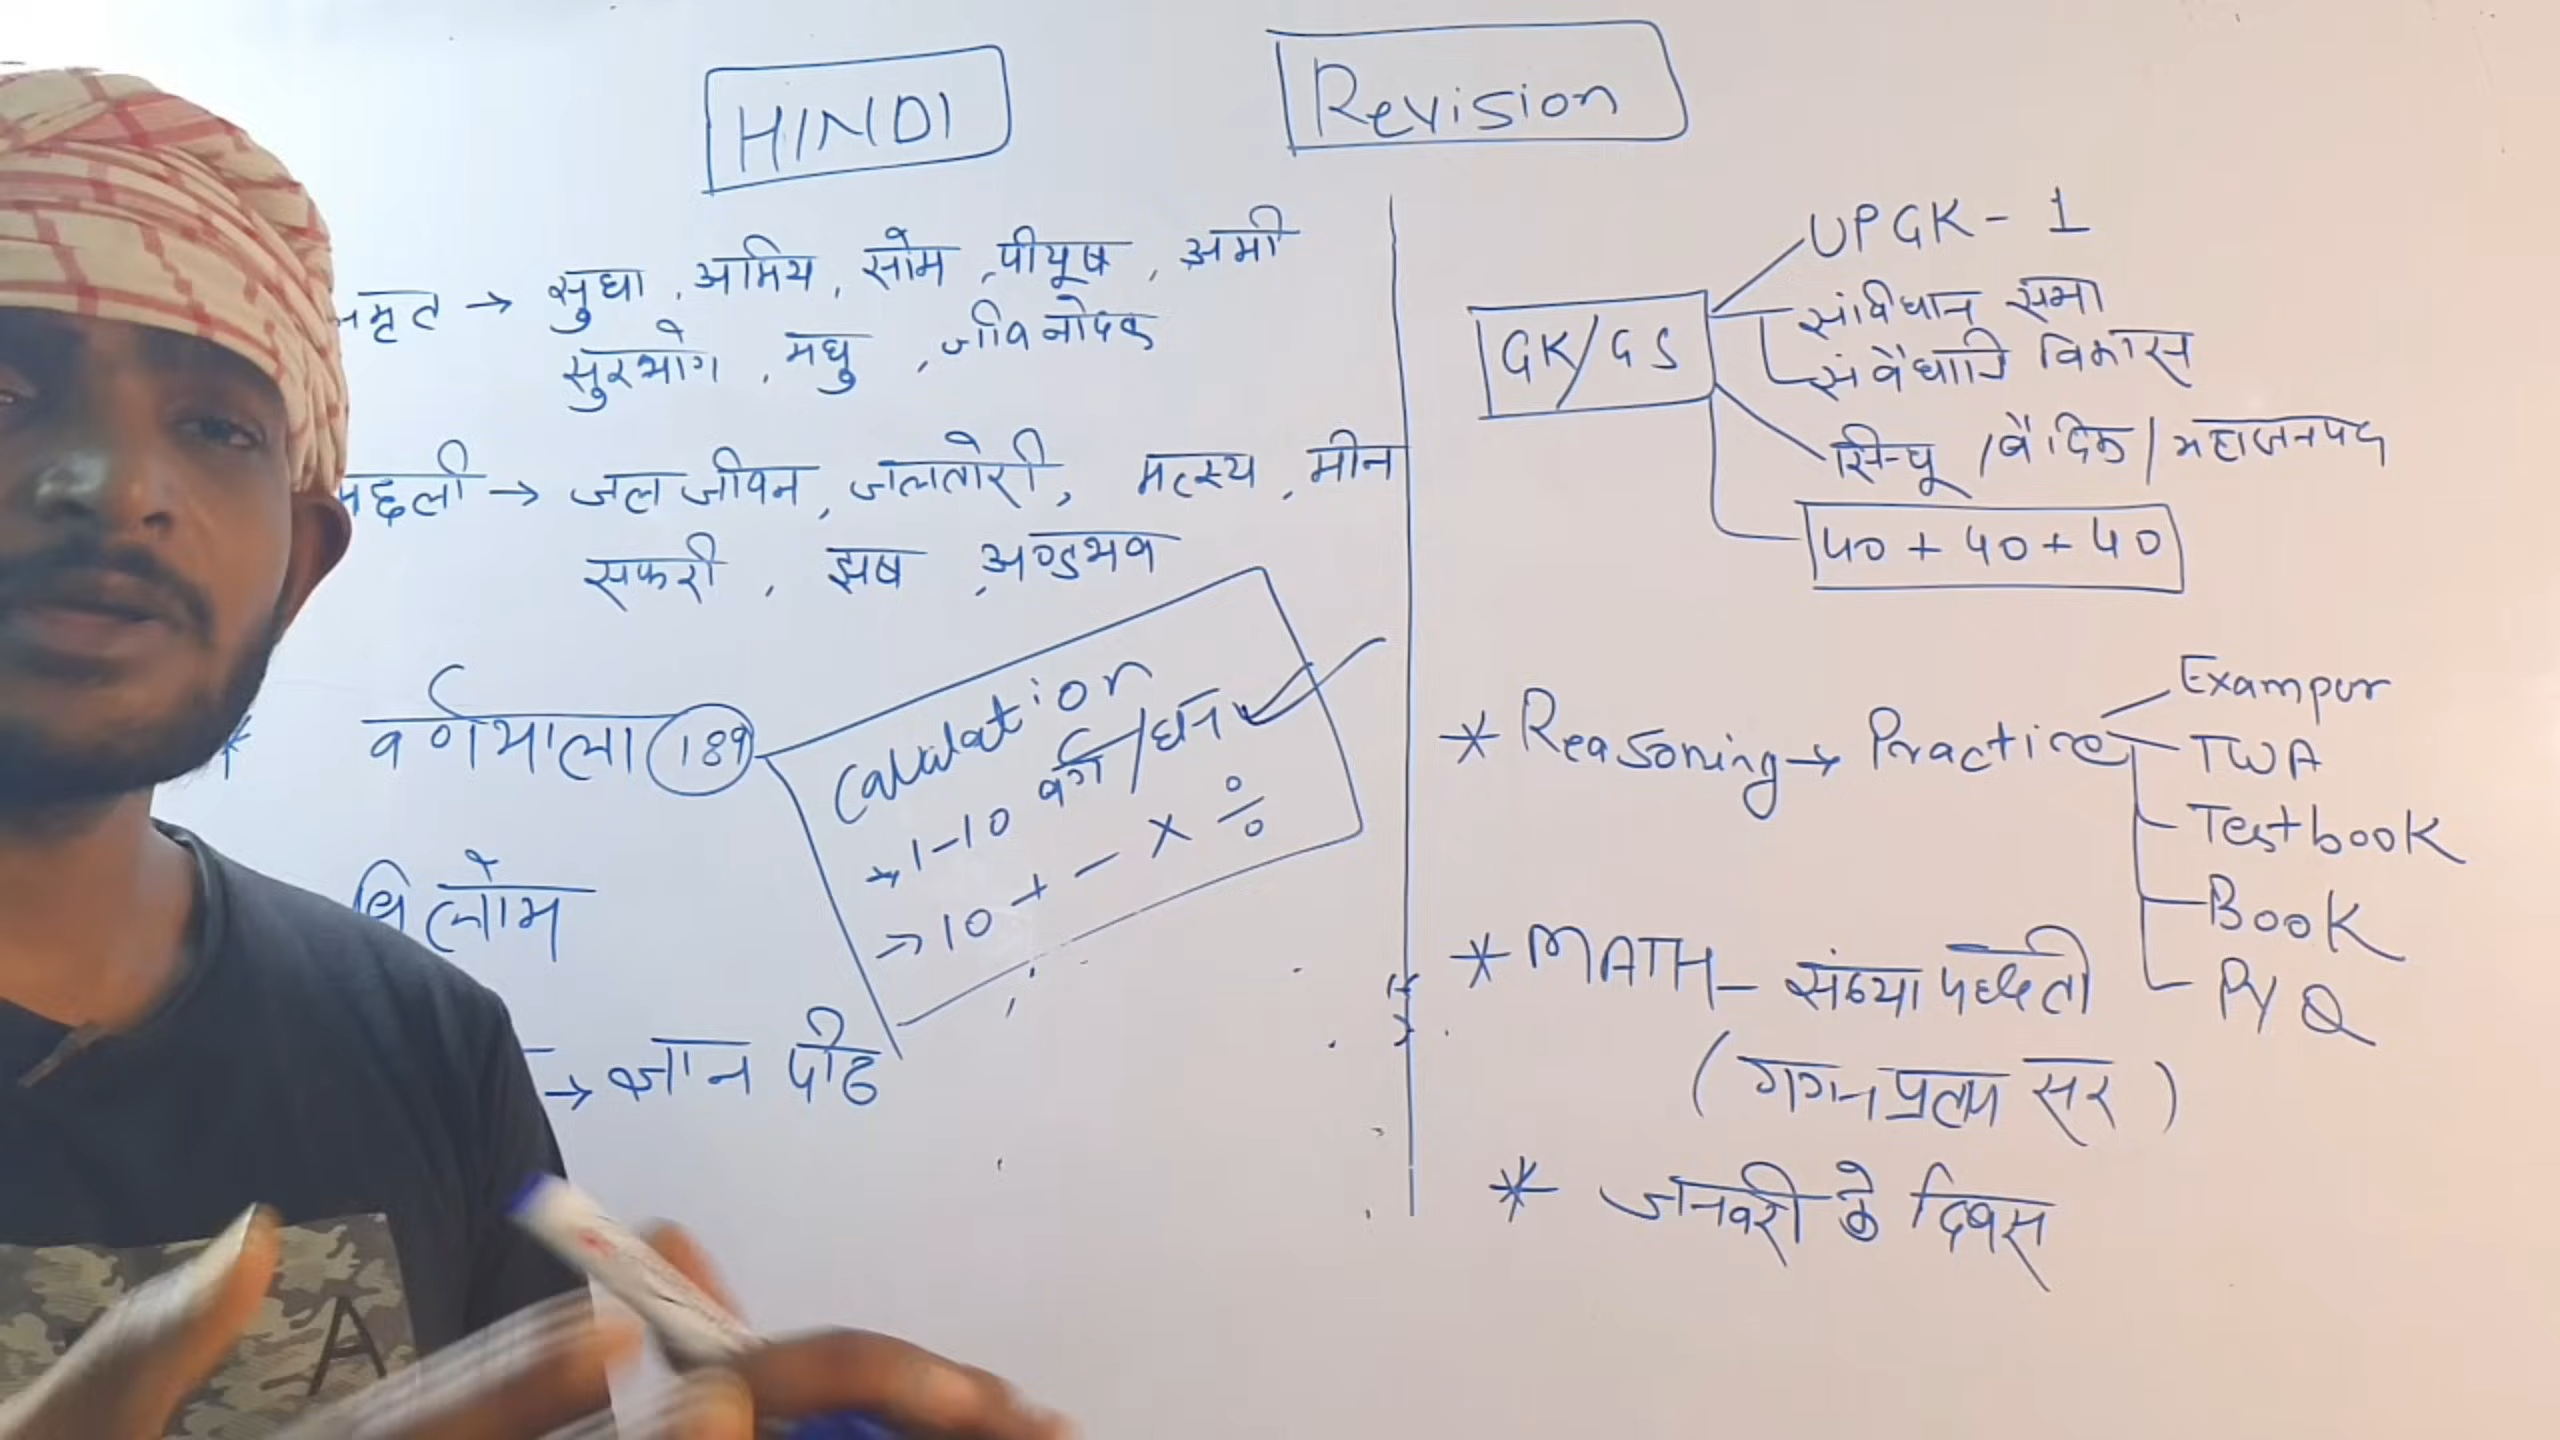 HINDI
Revision
मृत → सुधा, अमिय, सोम, पीयूष, अमी
सुरभोग, मधु, जीवनोदक
मछली → जल जीवन, जलतोरी, मत्स्य, मीन
सफरी, झष, अण्डभव
* वर्णमाला 189
Calculation
→ 1-10 वर्ग/घन ✓
→ 10 + - × ÷
विलोम
→ ज्ञान पीठ
GK/GS
UPGK - 1
संविधान सभा
संवैधानि विकास
सिन्धू / वैदिक / महाजनपद
40 + 40 + 40
* Reasoning → Practice
Exampur
TWA
Testbook
Book
PYQ
* MATH - संख्या पद्धती
(गगन प्रताप सर)
* जनवरी के दिवस
A